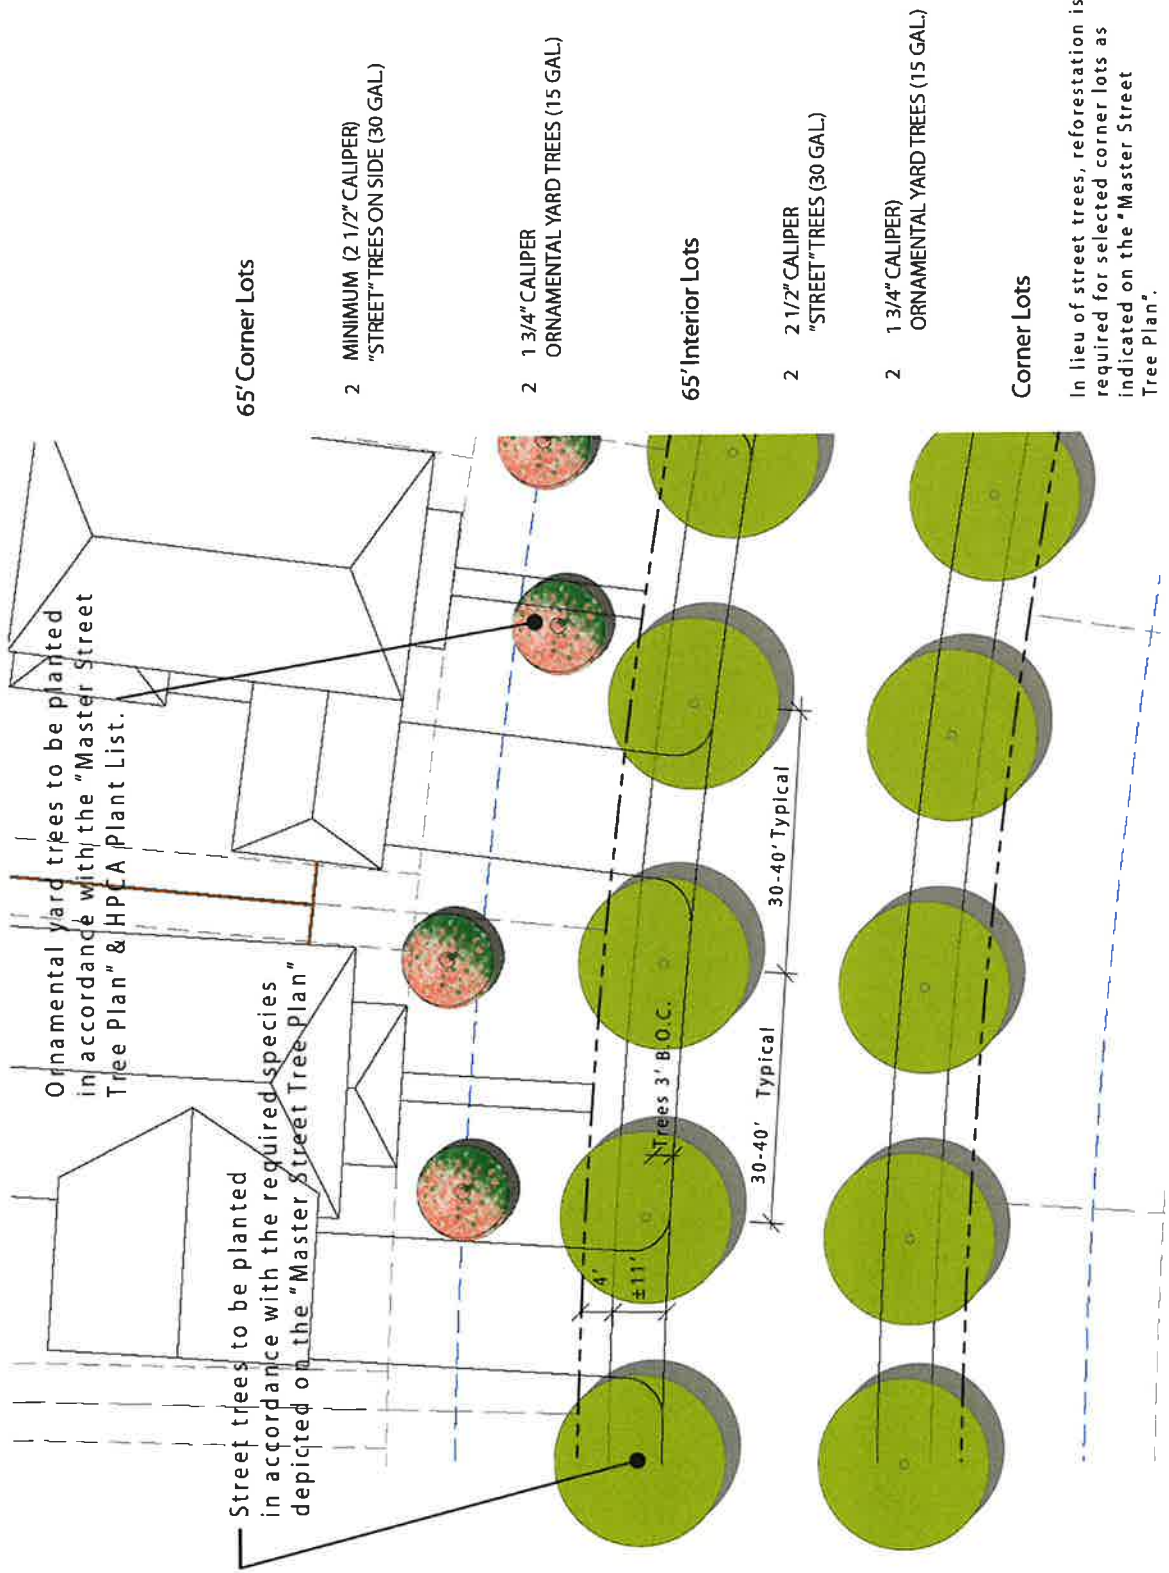 Ornamental yard trees to be planted
in accordance with the "Master Street
Tree Plan" & HPCA Plant List.
Street trees to be planted
in accordance with the required species
depicted on the "Master Street Tree Plan"
4'
±11'
Trees 3' B.O.C.
30-40' Typical
30-40' Typical
65' Corner Lots
2 MINIMUM (2 1/2" CALIPER)
"STREET" TREES ON SIDE (30 GAL.)
2 1 3/4" CALIPER
ORNAMENTAL YARD TREES (15 GAL.)
65' Interior Lots
2 2 1/2" CALIPER
"STREET" TREES (30 GAL.)
2 1 3/4" CALIPER)
ORNAMENTAL YARD TREES (15 GAL.)
Corner Lots
In lieu of street trees, reforestation is
required for selected corner lots as
indicated on the "Master Street
Tree Plan".